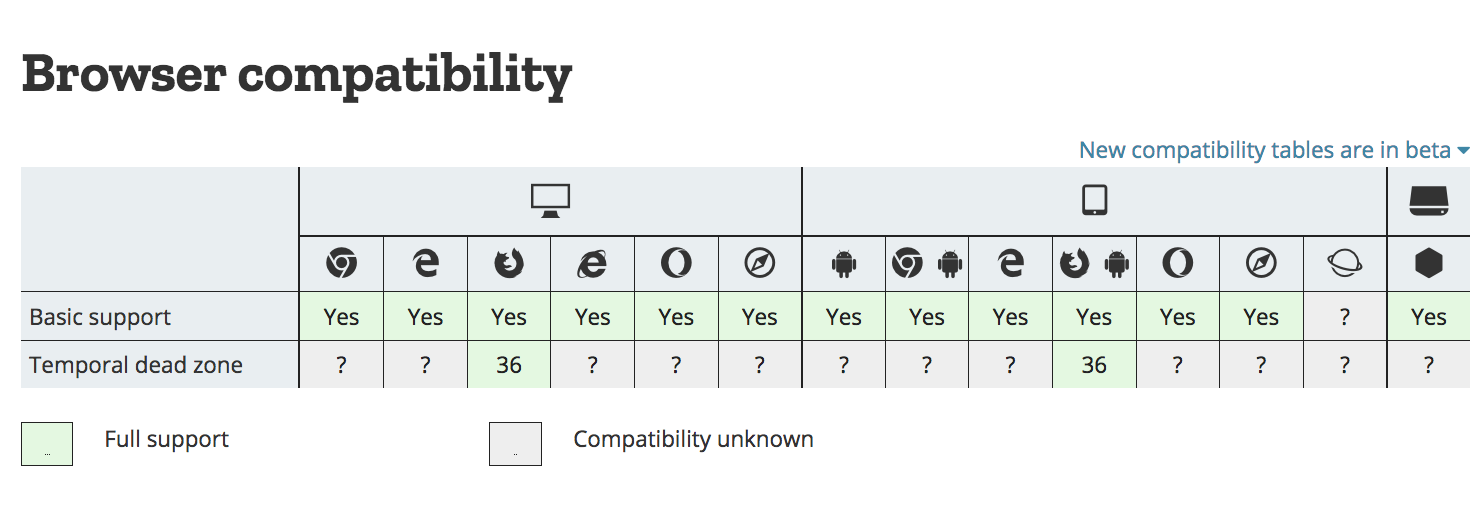 Browser compatibility
New compatibility tables are in beta
Basic support Yes Yes Yes Yes Yes Yes Yes Yes Yes Yes Yes Yes ? Yes
Temporal dead zone ? ? 36 ? ? ? ? ? ? 36 ? ? ? ?
... Full support .. Compatibility unknown